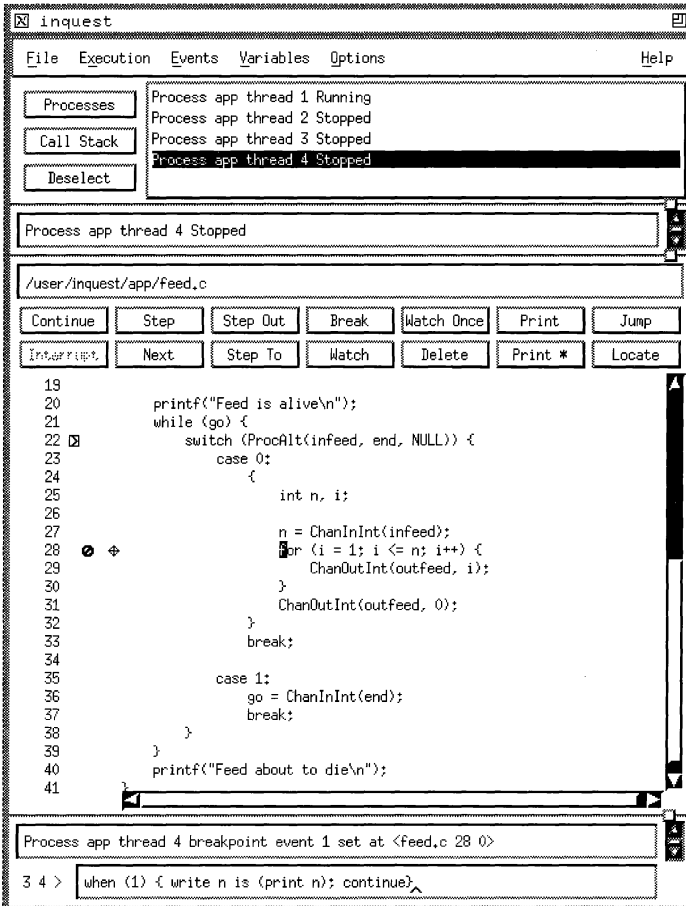 inquest
File Execution Events Variables Options Help
Processes
Call Stack
Deselect
Process app thread 1 Running
Process app thread 2 Stopped
Process app thread 3 Stopped
Process app thread 4 Stopped
Process app thread 4 Stopped
/user/inquest/app/feed.c
Continue Step Step Out Break Watch Once Print Jump
Interrupt Next Step To Watch Delete Print * Locate
19
20 printf("Feed is alive\n");
21 while (go) {
22 switch (ProcAlt(infeed, end, NULL)) {
23 case 0:
24 {
25 int n, i;
26
27 n = ChanInInt(infeed);
28 for (i = 1; i <= n; i++) {
29 ChanOutInt(outfeed, i);
30 }
31 ChanOutInt(outfeed, 0);
32 }
33 break;
34
35 case 1:
36 go = ChanInInt(end);
37 break;
38 }
39 }
40 printf("Feed about to die\n");
41 }
Process app thread 4 breakpoint event 1 set at <feed.c 28 0>
3 4 > when (1) { write n is (print n); continue}